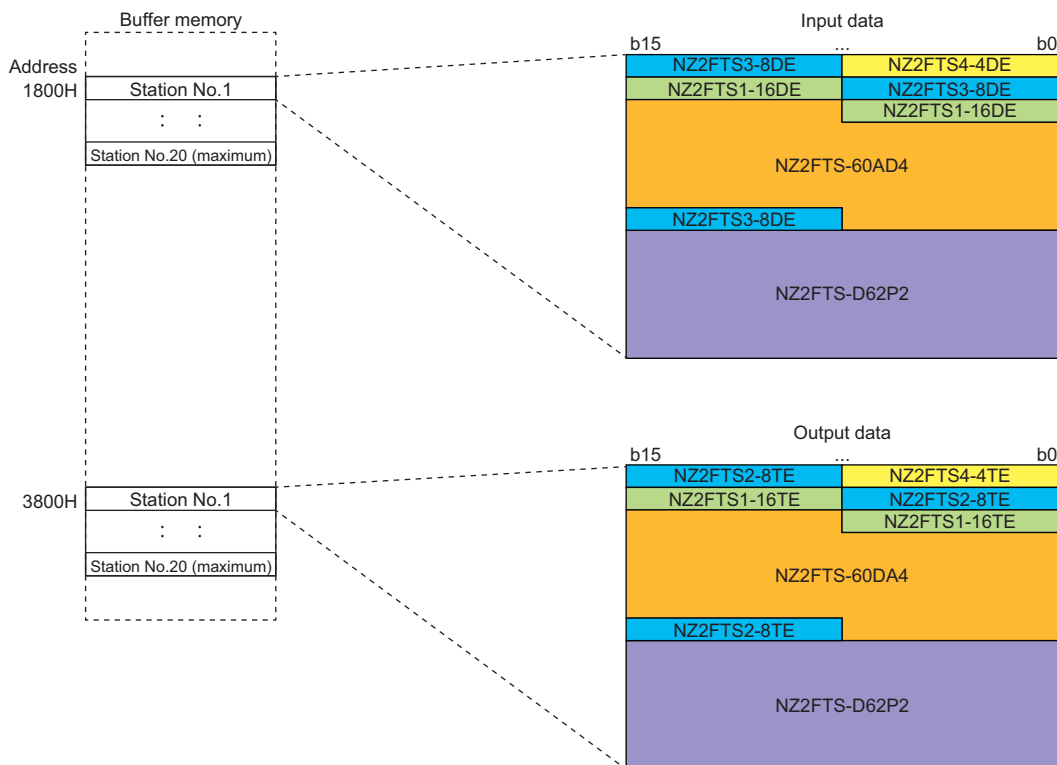 Buffer memory
Address
1800H
Station No.1
: :
Station No.20 (maximum)
3800H
Station No.1
: :
Station No.20 (maximum)
Input data
b15 ... b0
NZ2FTS3-8DE NZ2FTS4-4DE
NZ2FTS1-16DE NZ2FTS3-8DE
NZ2FTS1-16DE
NZ2FTS-60AD4
NZ2FTS3-8DE
NZ2FTS-D62P2
Output data
b15 ... b0
NZ2FTS2-8TE NZ2FTS4-4TE
NZ2FTS1-16TE NZ2FTS2-8TE
NZ2FTS1-16TE
NZ2FTS-60DA4
NZ2FTS2-8TE
NZ2FTS-D62P2